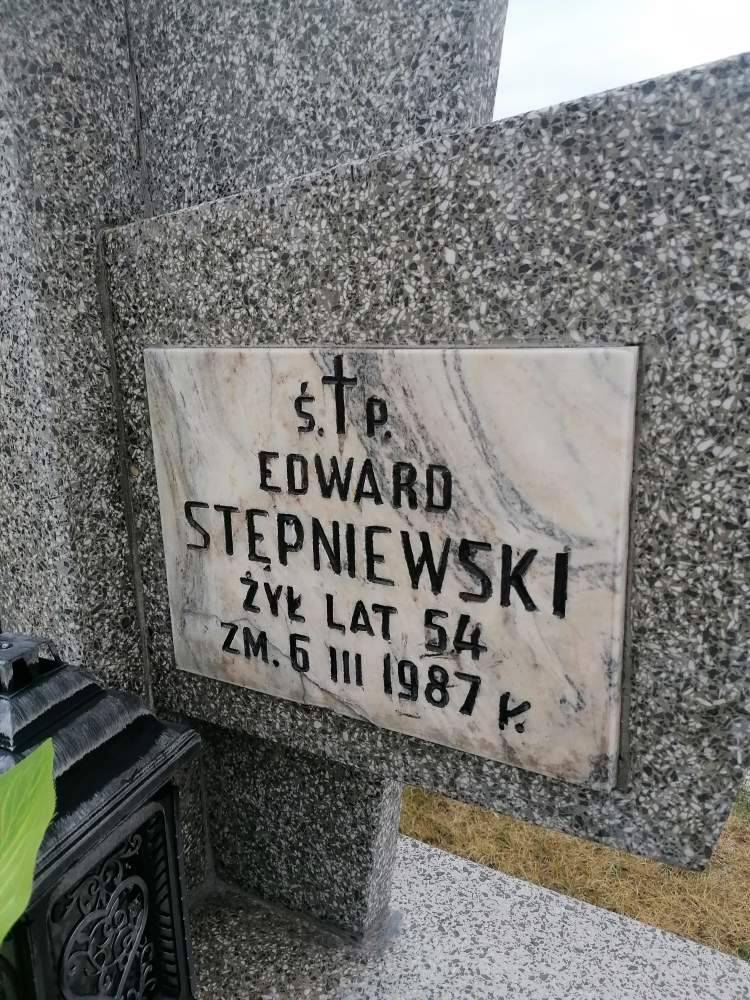 Ś. P.
EDWARD
STĘPNIEWSKI
ŻYŁ LAT 54
ZM. 6 III 1987 r.